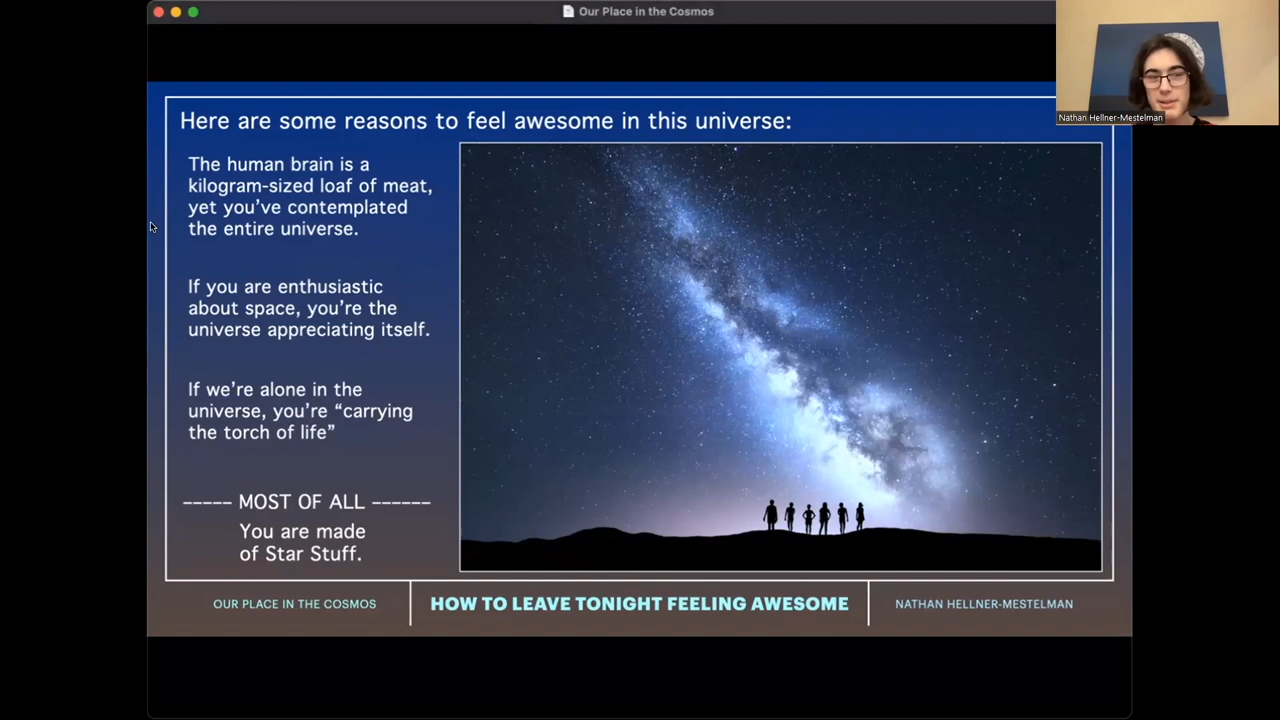 Our Place in the Cosmos
Nathan Hellner-Mestelman
Here are some reasons to feel awesome in this universe:
The human brain is a
kilogram-sized loaf of meat,
yet you’ve contemplated
the entire universe.
If you are enthusiastic
about space, you’re the
universe appreciating itself.
If we’re alone in the
universe, you’re “carrying
the torch of life”
----- MOST OF ALL ------
You are made
of Star Stuff.
OUR PLACE IN THE COSMOS
HOW TO LEAVE TONIGHT FEELING AWESOME
NATHAN HELLNER-MESTELMAN